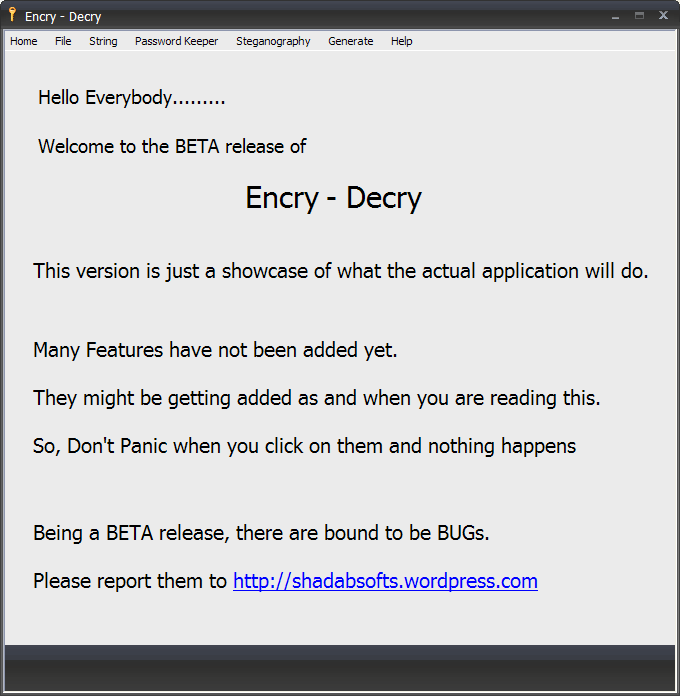 Encry - Decry
Home File String Password Keeper Steganography Generate Help
Hello Everybody.........
Welcome to the BETA release of
Encry - Decry
This version is just a showcase of what the actual application will do.
Many Features have not been added yet.
They might be getting added as and when you are reading this.
So, Don't Panic when you click on them and nothing happens
Being a BETA release, there are bound to be BUGs.
Please report them to http://shadabsofts.wordpress.com